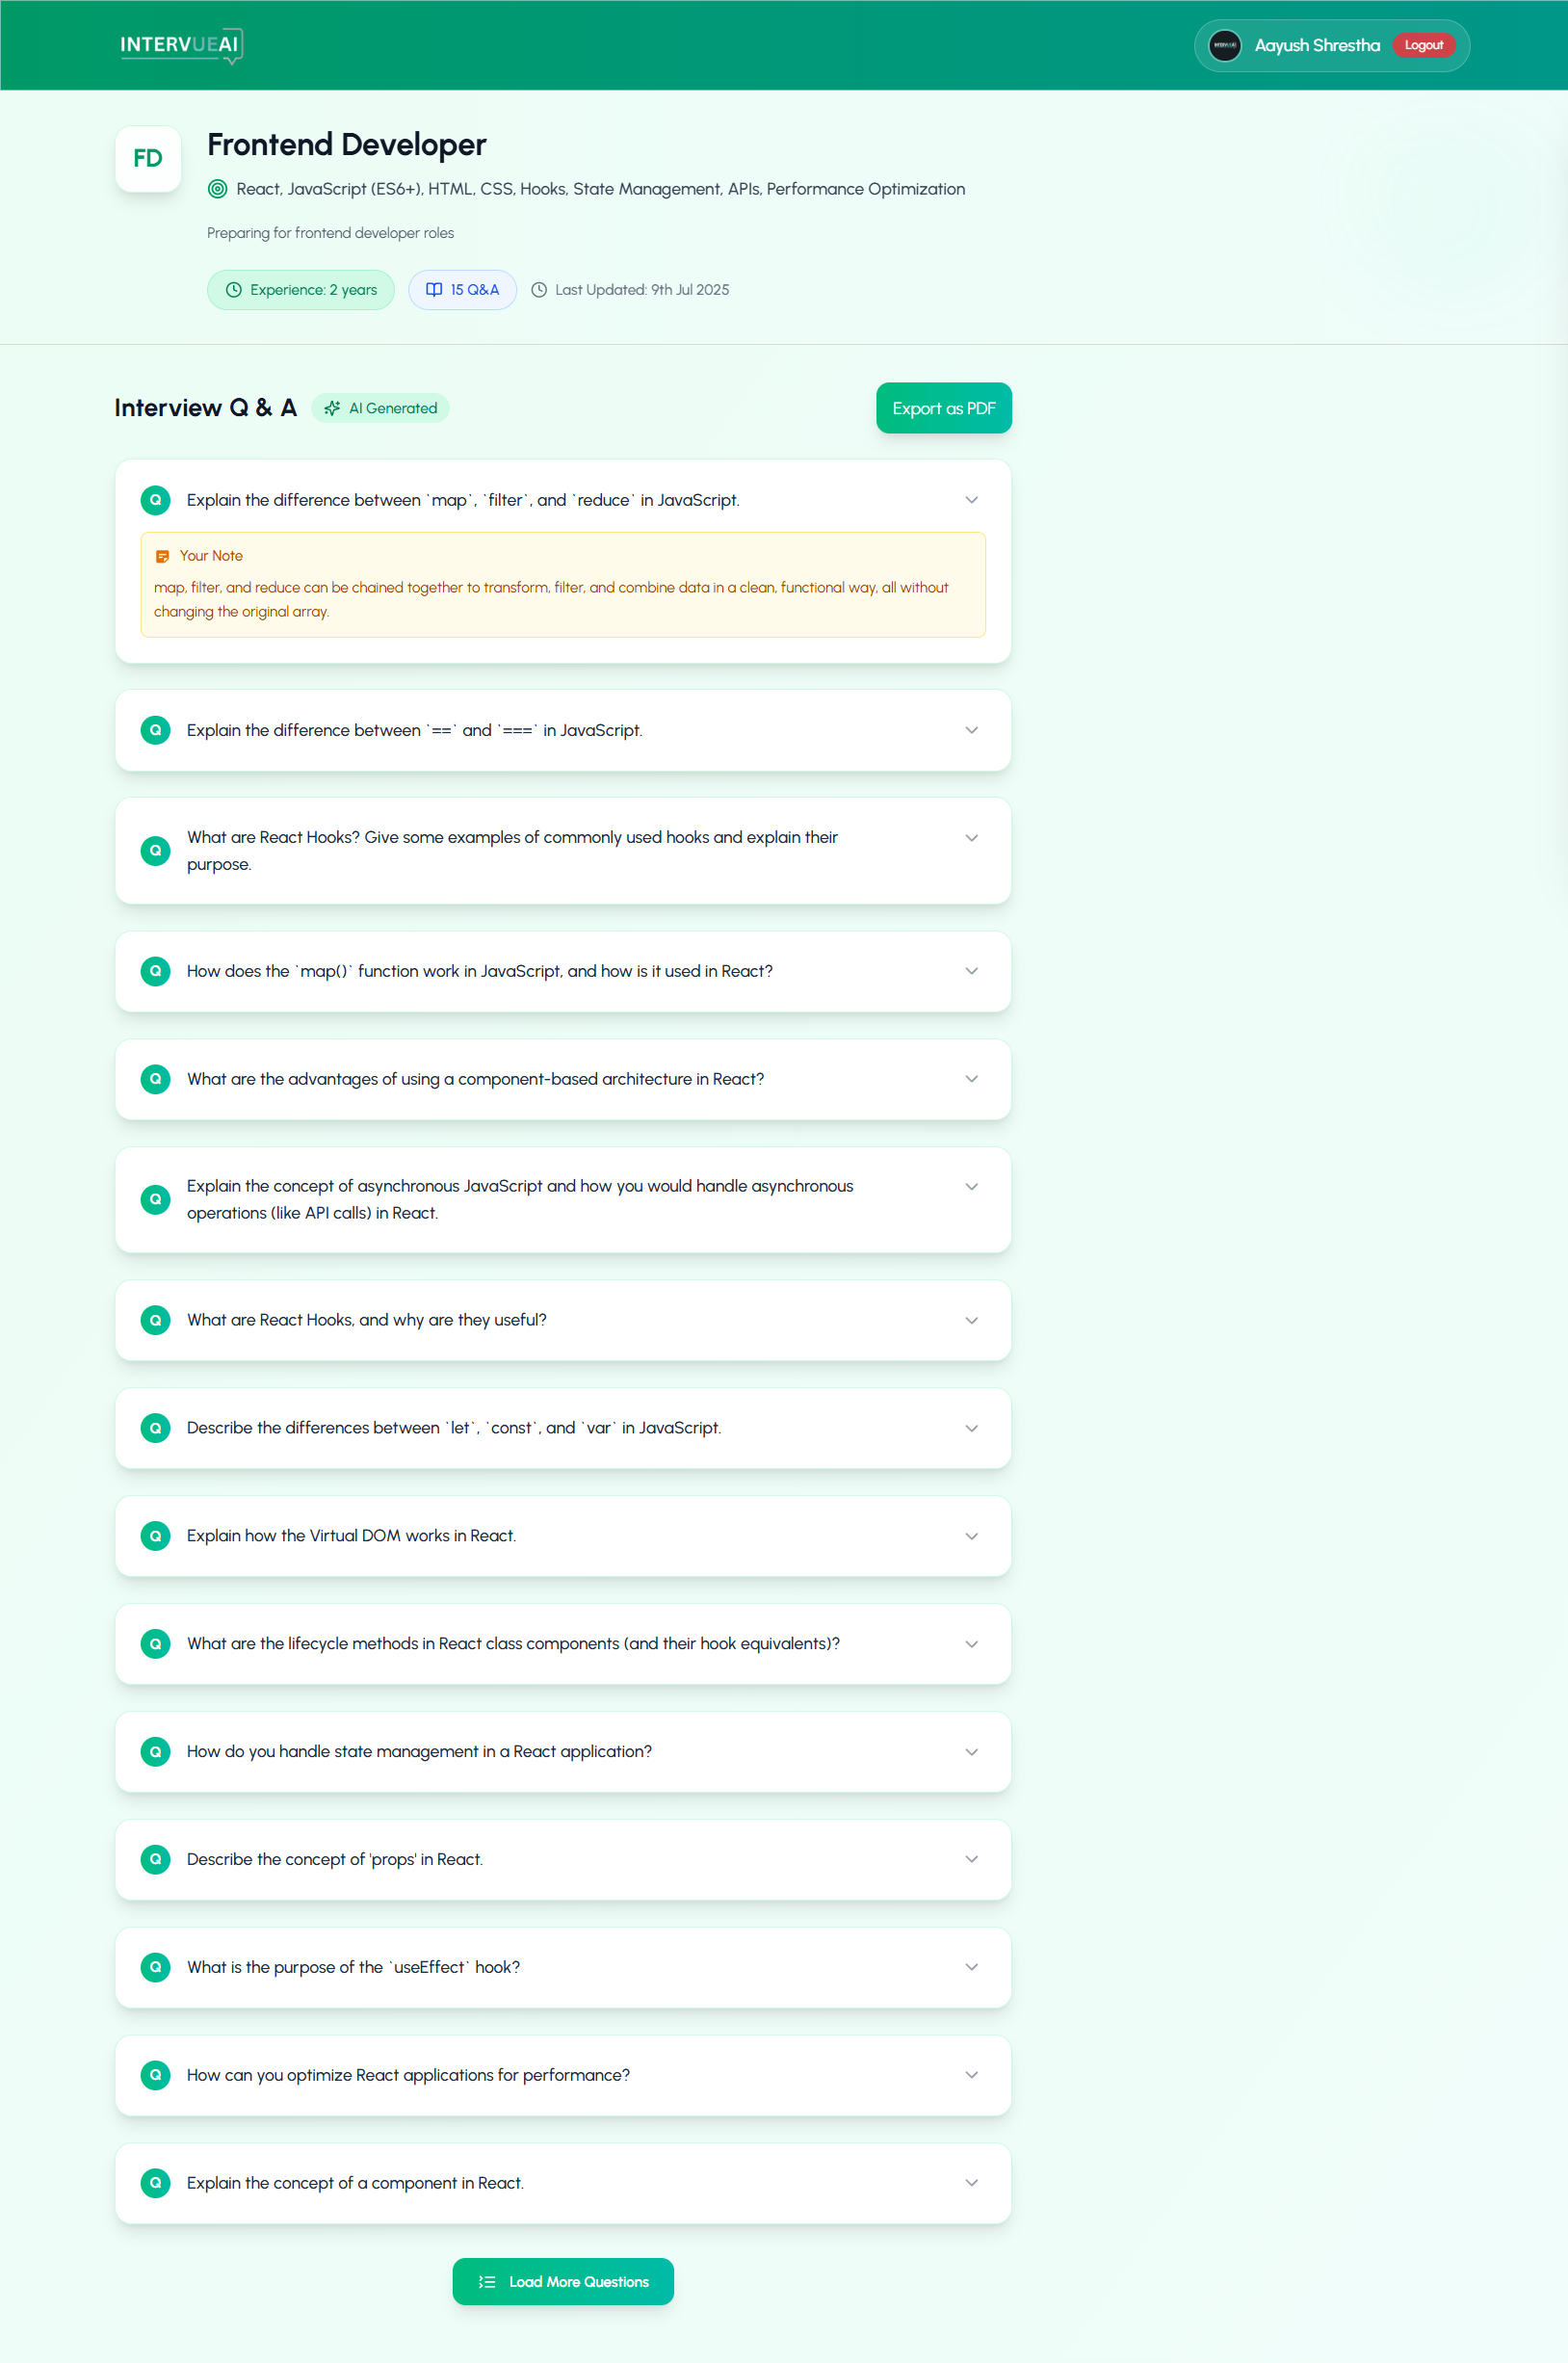 INTERVUEAI
Aayush Shrestha
Logout
FD
Frontend Developer
React, JavaScript (ES6+), HTML, CSS, Hooks, State Management, APIs, Performance Optimization
Preparing for frontend developer roles
Experience: 2 years
15 Q&A
Last Updated: 9th Jul 2025
Interview Q & A
AI Generated
Export as PDF
Q
Explain the difference between `map`, `filter`, and `reduce` in JavaScript.
Your Note
map, filter, and reduce can be chained together to transform, filter, and combine data in a clean, functional way, all without
changing the original array.
Q
Explain the difference between `==` and `===` in JavaScript.
Q
What are React Hooks? Give some examples of commonly used hooks and explain their
purpose.
Q
How does the `map()` function work in JavaScript, and how is it used in React?
Q
What are the advantages of using a component-based architecture in React?
Q
Explain the concept of asynchronous JavaScript and how you would handle asynchronous
operations (like API calls) in React.
Q
What are React Hooks, and why are they useful?
Q
Describe the differences between `let`, `const`, and `var` in JavaScript.
Q
Explain how the Virtual DOM works in React.
Q
What are the lifecycle methods in React class components (and their hook equivalents)?
Q
How do you handle state management in a React application?
Q
Describe the concept of 'props' in React.
Q
What is the purpose of the `useEffect` hook?
Q
How can you optimize React applications for performance?
Q
Explain the concept of a component in React.
Load More Questions